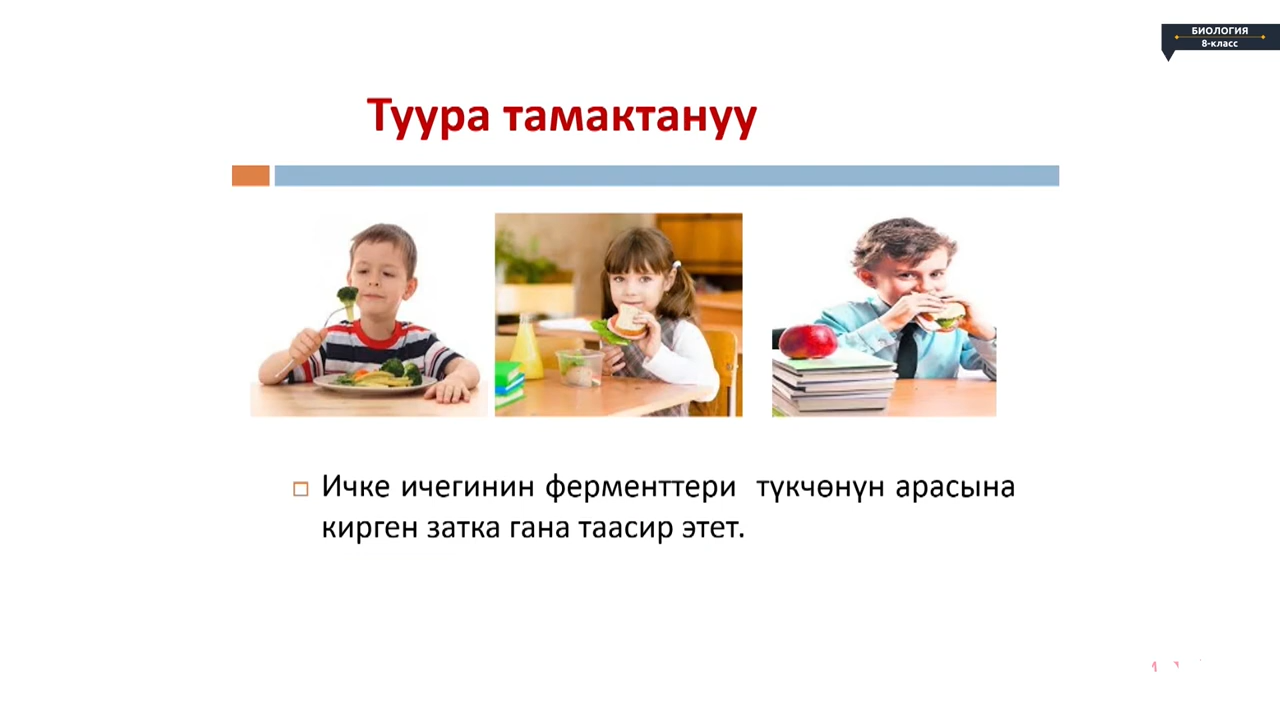 БИОЛОГИЯ
8-класс
Туура тамактануу
Ичке ичегинин ферменттери түкчөнүн арасына
кирген затка гана таасир этет.